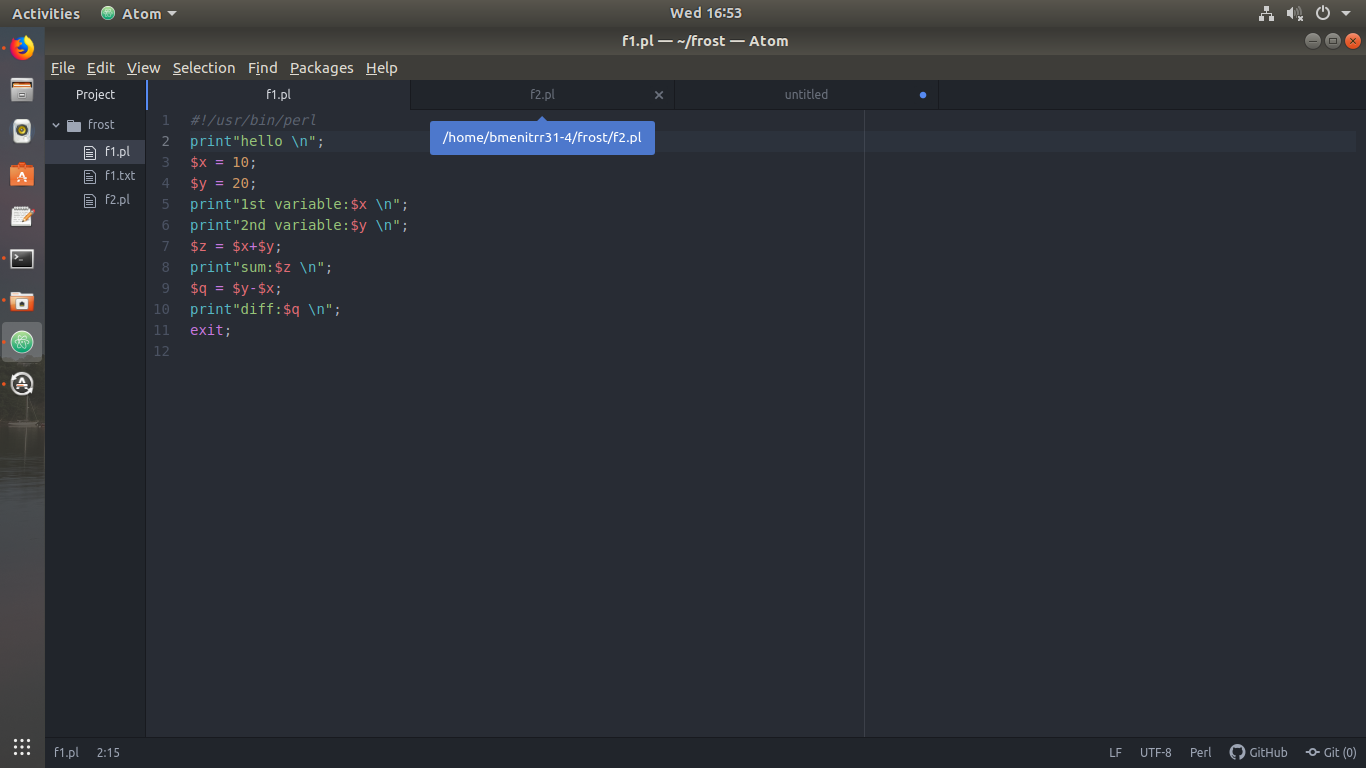 Activities Atom Wed 16:53
f1.pl — ~/frost — Atom
File Edit View Selection Find Packages Help
Project f1.pl f2.pl untitled
frost
f1.pl
f1.txt
f2.pl
/home/bmenitrr31-4/frost/f2.pl
1 #!/usr/bin/perl
2 print"hello \n";
3 $x = 10;
4 $y = 20;
5 print"1st variable:$x \n";
6 print"2nd variable:$y \n";
7 $z = $x+$y;
8 print"sum:$z \n";
9 $q = $y-$x;
10 print"diff:$q \n";
11 exit;
12
f1.pl 2:15 LF UTF-8 Perl GitHub Git (0)